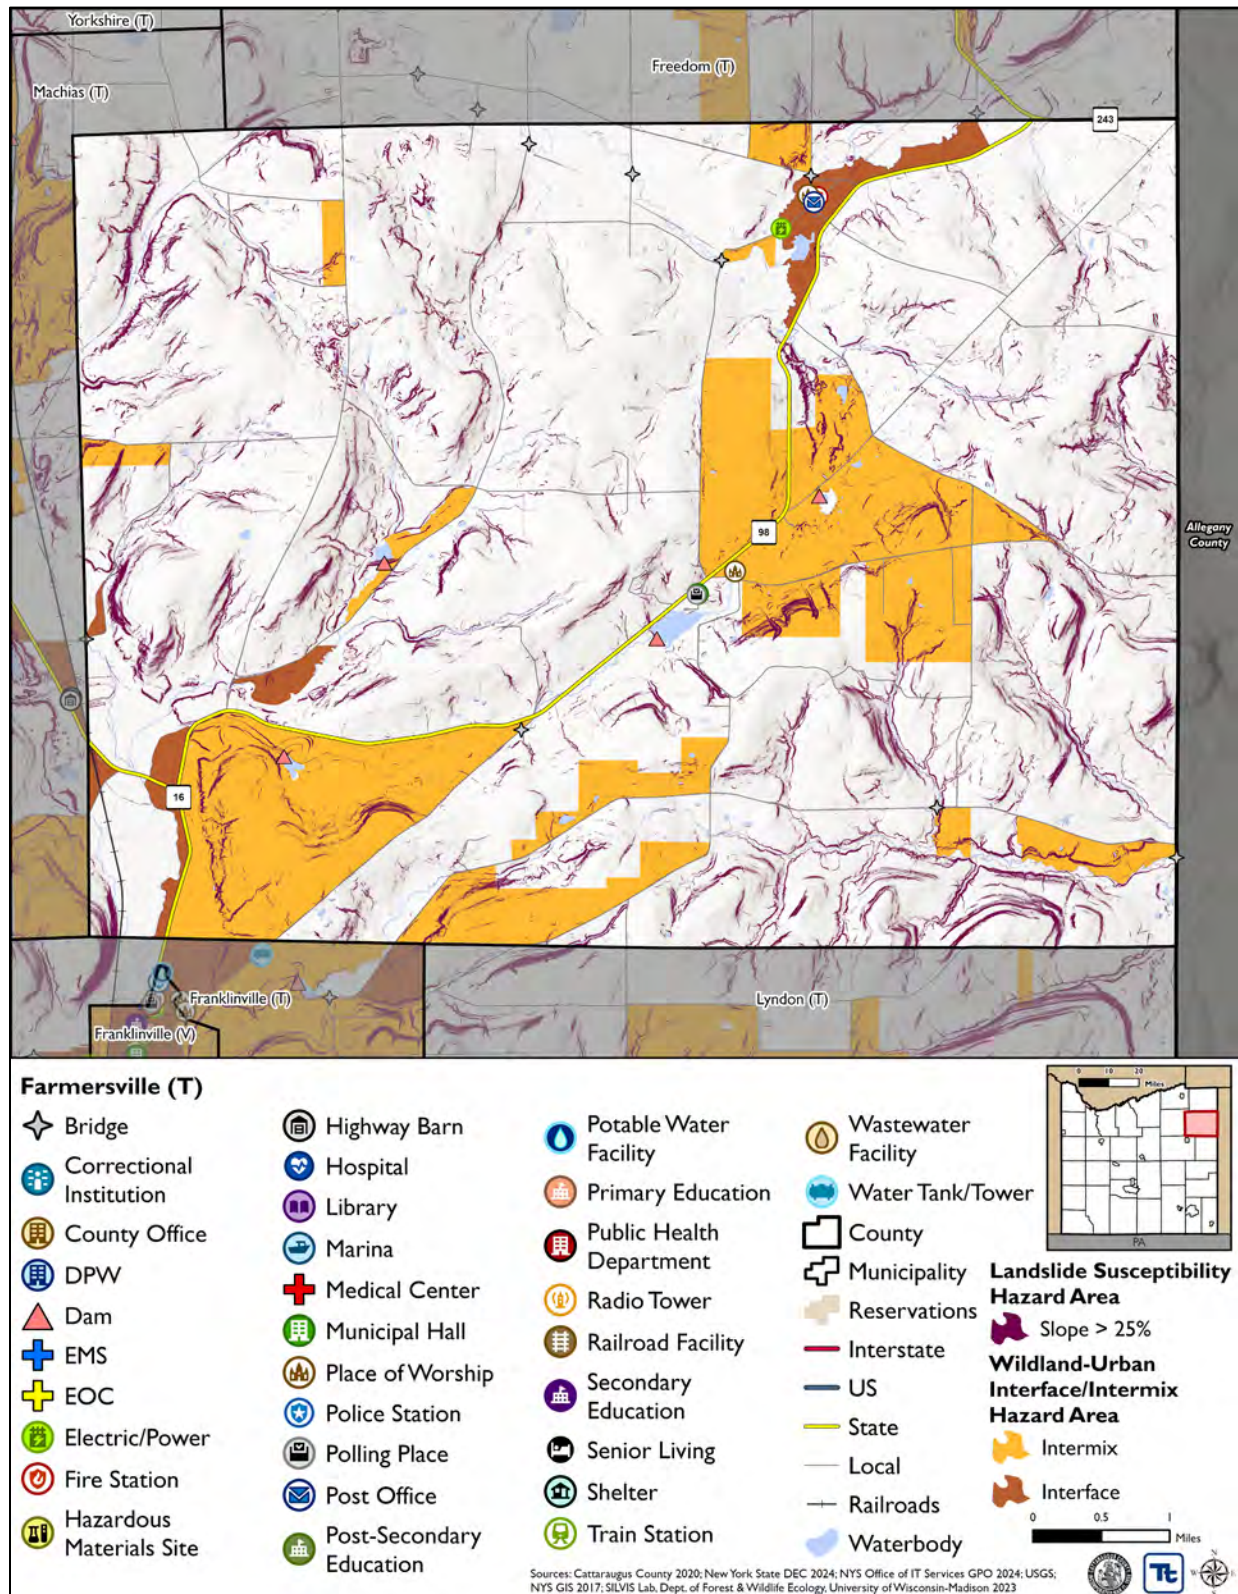 Yorkshire (T)
Machias (T)
Freedom (T)
243
98
Allegany
County
16
Franklinville (T)
Franklinville (V)
Lyndon (T)
Farmersville (T)
Bridge
Correctional
Institution
County Office
DPW
Dam
EMS
EOC
Electric/Power
Fire Station
Hazardous
Materials Site
Highway Barn
Hospital
Library
Marina
Medical Center
Municipal Hall
Place of Worship
Police Station
Polling Place
Post Office
Post-Secondary
Education
Potable Water
Facility
Primary Education
Public Health
Department
Radio Tower
Railroad Facility
Secondary
Education
Senior Living
Shelter
Train Station
Wastewater
Facility
Water Tank/Tower
County
Municipality
Reservations
Interstate
US
State
Local
Railroads
Waterbody
0 10 20
Miles
PA
Landslide Susceptibility
Hazard Area
Slope > 25%
Wildland-Urban
Interface/Intermix
Hazard Area
Intermix
Interface
0 0.5 1
Miles
Sources: Cattaraugus County 2020; New York State DEC 2024; NYS Office of IT Services GPO 2024; USGS;
NYS GIS 2017; SILVIS Lab, Dept. of Forest & Wildlife Ecology, University of Wisconsin-Madison 2023
Tt
N
W E